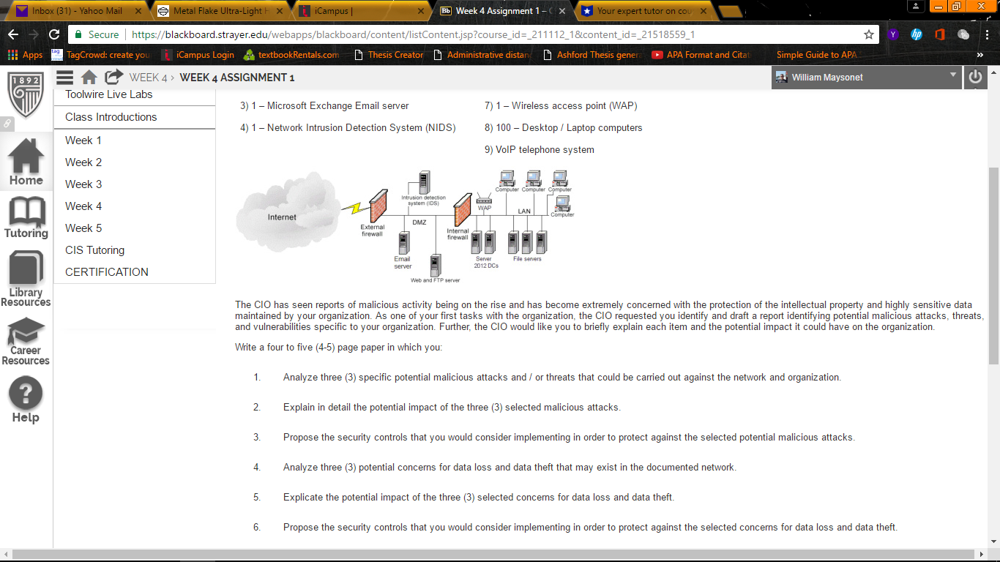 Inbox (31) - Yahoo Mail
Metal Flake Ultra-Light H
iCampus |
Bb Week 4 Assignment 1 –
Your expert tutor on cou
Secure https://blackboard.strayer.edu/webapps/blackboard/content/listContent.jsp?course_id=_211112_1&content_id=_21518559_1
Apps TagCrowd: create you iCampus Login textbookRentals.com Thesis Creator Administrative distan Ashford Thesis gener APA Format and Citat Simple Guide to APA »
1892
WEEK 4 › WEEK 4 ASSIGNMENT 1
William Maysonet
Home
Tutoring
Library
Resources
Career
Resources
?
Help
Toolwire Live Labs
Class Introductions
Week 1
Week 2
Week 3
Week 4
Week 5
CIS Tutoring
CERTIFICATION
3) 1 – Microsoft Exchange Email server
7) 1 – Wireless access point (WAP)
4) 1 – Network Intrusion Detection System (NIDS)
8) 100 – Desktop / Laptop computers
9) VoIP telephone system
Internet
External
firewall
Intrusion detection
system (IDS)
DMZ
Email
server
Web and FTP server
Internal
firewall
WAP
LAN
Computer Computer Computer
Computer
Server
2012 DCs
File servers
The CIO has seen reports of malicious activity being on the rise and has become extremely concerned with the protection of the intellectual property and highly sensitive data
maintained by your organization. As one of your first tasks with the organization, the CIO requested you identify and draft a report identifying potential malicious attacks, threats,
and vulnerabilities specific to your organization. Further, the CIO would like you to briefly explain each item and the potential impact it could have on the organization.
Write a four to five (4-5) page paper in which you:
1. Analyze three (3) specific potential malicious attacks and / or threats that could be carried out against the network and organization.
2. Explain in detail the potential impact of the three (3) selected malicious attacks.
3. Propose the security controls that you would consider implementing in order to protect against the selected potential malicious attacks.
4. Analyze three (3) potential concerns for data loss and data theft that may exist in the documented network.
5. Explicate the potential impact of the three (3) selected concerns for data loss and data theft.
6. Propose the security controls that you would consider implementing in order to protect against the selected concerns for data loss and data theft.